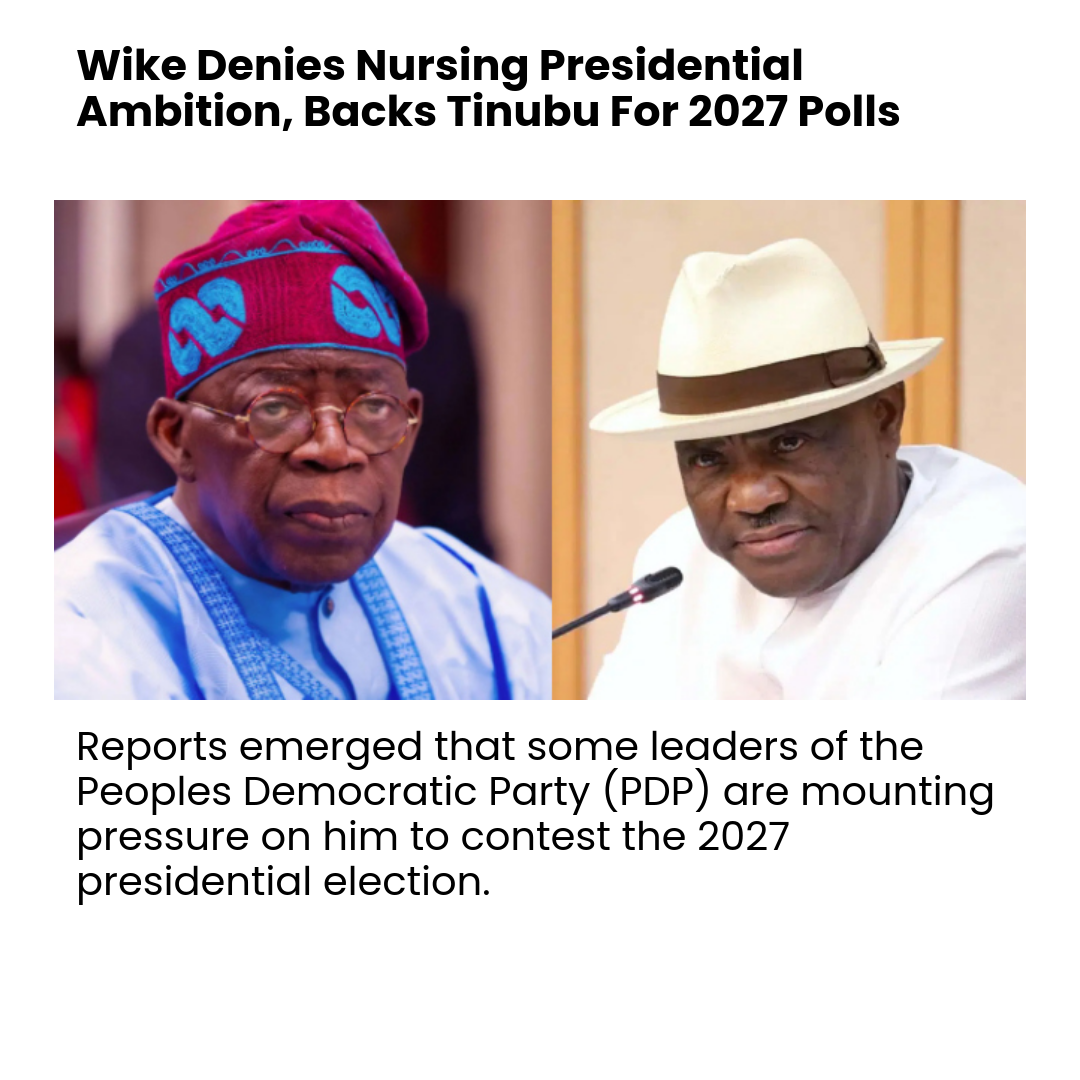 Wike Denies Nursing Presidential
Ambition, Backs Tinubu For 2027 Polls
Reports emerged that some leaders of the
Peoples Democratic Party (PDP) are mounting
pressure on him to contest the 2027
presidential election.